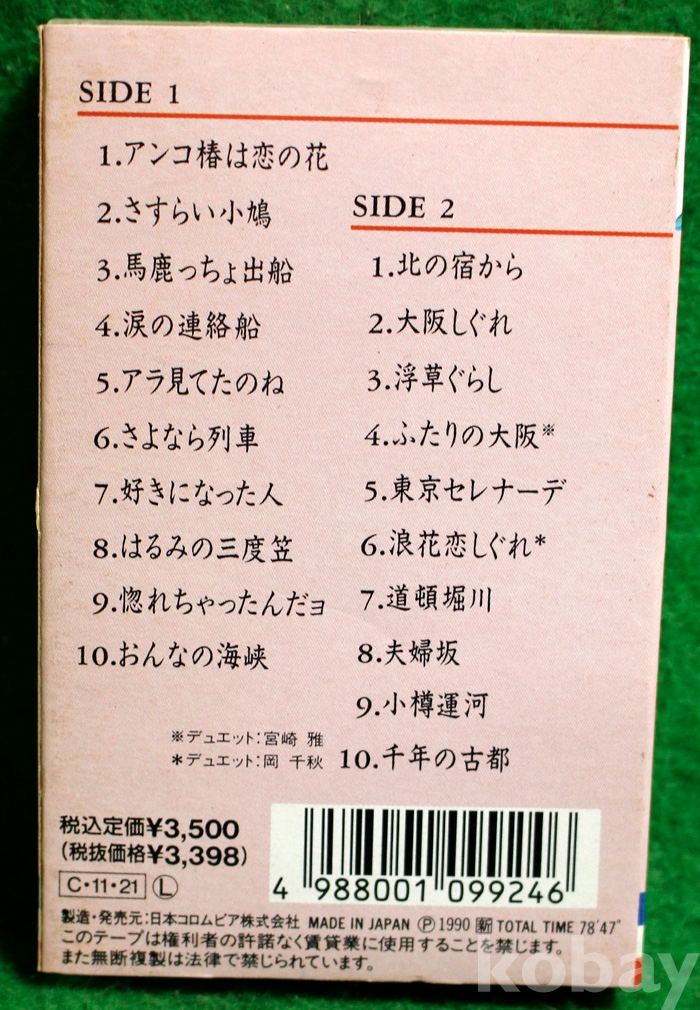 SIDE 1
1.アンコ椿は恋の花
2.さすらい小鳩
3.馬鹿っちょ出船
4.涙の連絡船
5.アラ見てたのね
6.さよなら列車
7.好きになった人
8.はるみの三度笠
9.惚れちゃったんだョ
10.おんなの海峡
SIDE 2
1.北の宿から
2.大阪しぐれ
3.浮草ぐらし
4.ふたりの大阪※
5.東京セレナーデ
6.浪花恋しぐれ*
7.道頓堀川
8.夫婦坂
9.小樽運河
10.千年の古都
※デュエット:宮崎 雅
*デュエット:岡 千秋
税込定価¥3,500
(税抜価格¥3,398)
C・11・21 Ⓛ
4 988001 099246
製造・発売元:日本コロムビア株式会社 MADE IN JAPAN Ⓟ 1990 新 TOTAL TIME 78'47"
このテープは権利者の許諾なく賃貸業に使用することを禁じます。
また無断複製は法律で禁じられています。
kobay